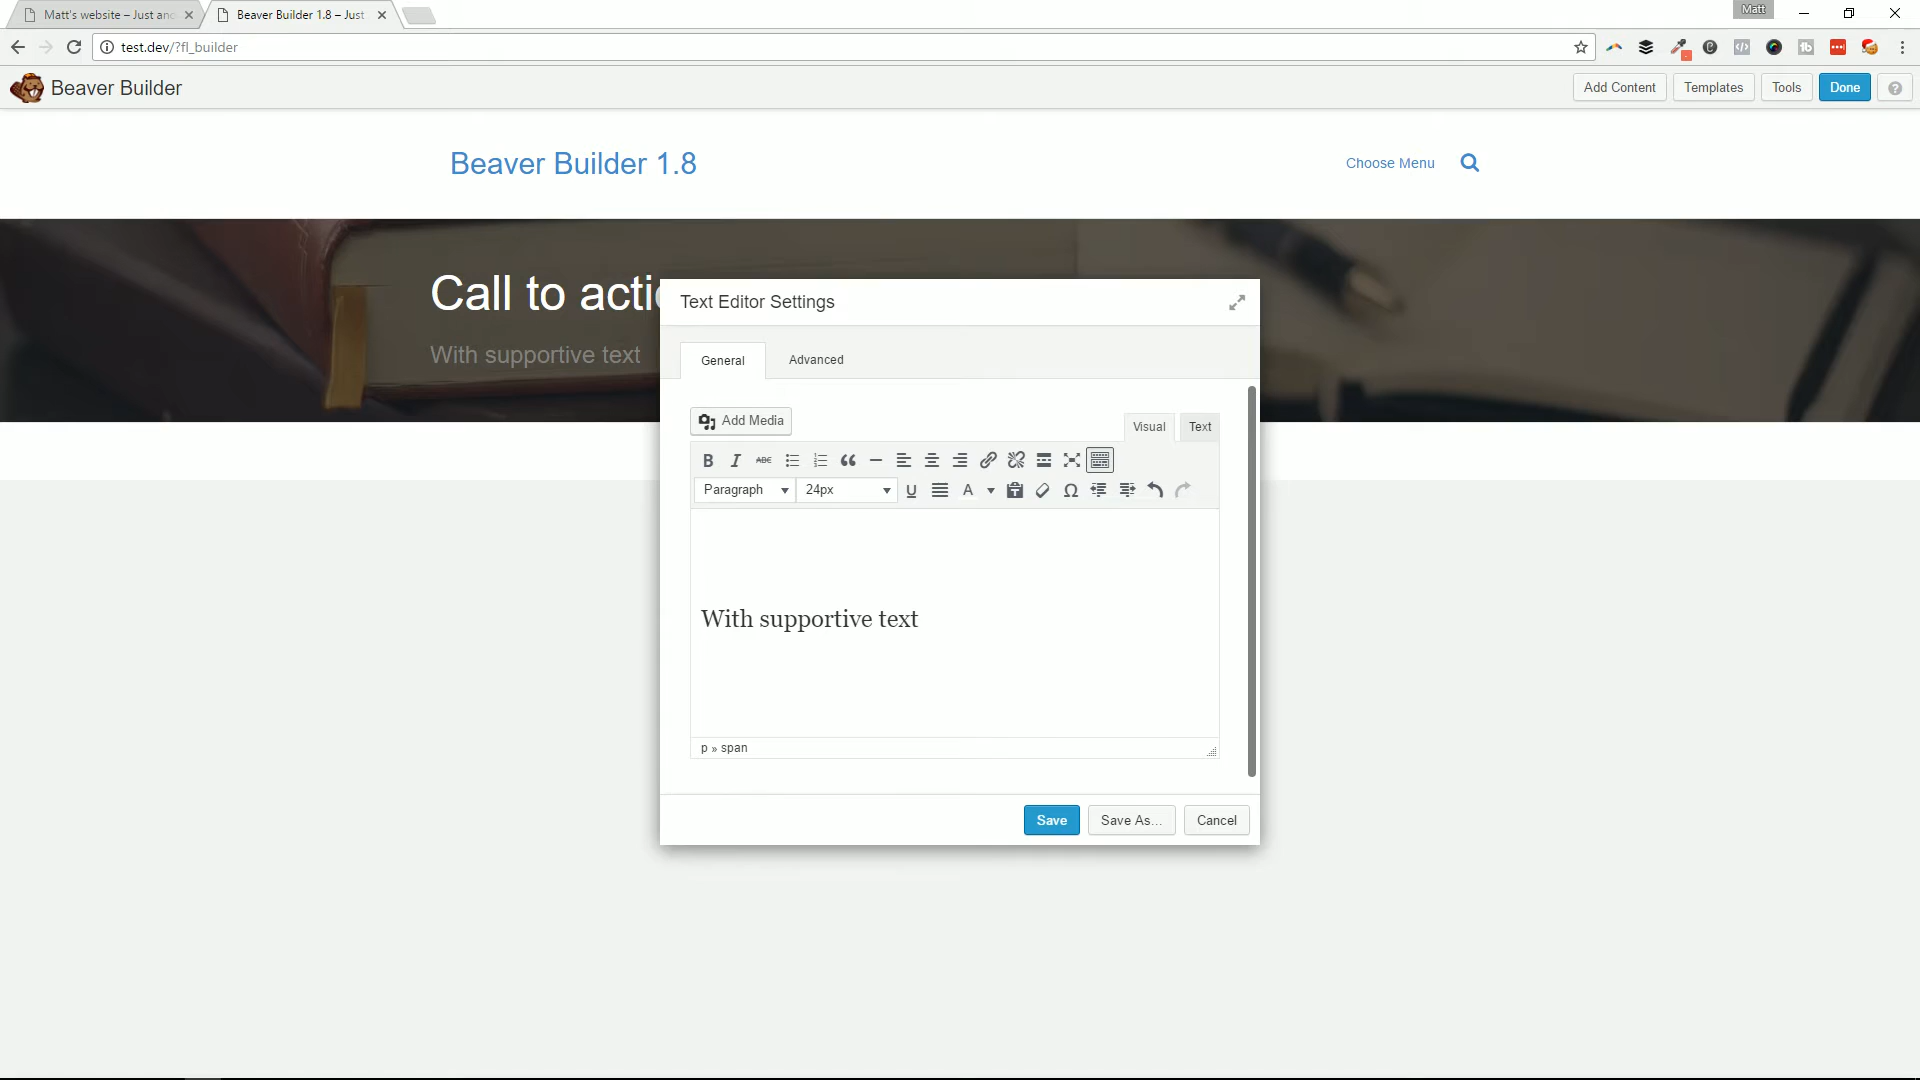 Matt's website – Just an
Beaver Builder 1.8 – Just
Matt
test.dev/?fl_builder
Beaver Builder
Add Content
Templates
Tools
Done
?
Beaver Builder 1.8
Choose Menu
Call to acti
With supportive text
Text Editor Settings
General
Advanced
Add Media
Visual
Text
B I ABC
Paragraph
24px
U
A
Ω
With supportive text
p » span
Save
Save As...
Cancel